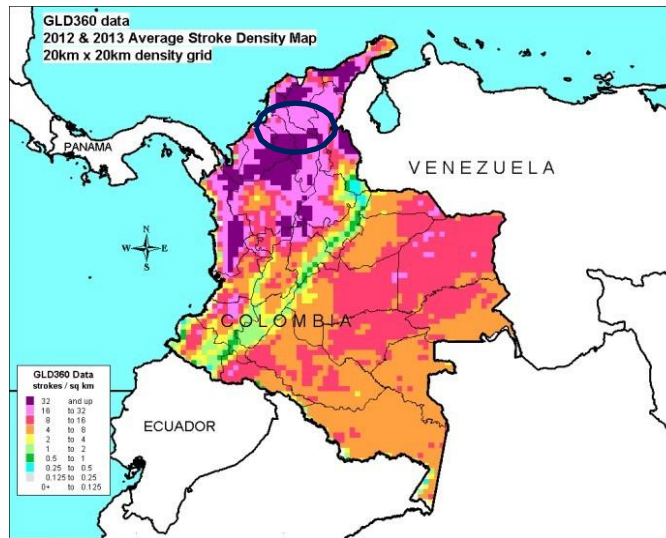 GLD360 data
2012 & 2013 Average Stroke Density Map
20km x 20km density grid
PANAMA
VENEZUELA
N
W E
S
COLOMBIA
GLD360 Data
strokes / sq km
32 and up
16 to 32
8 to 16
4 to 8
2 to 4
1 to 2
0.5 to 1
0.25 to 0.5
0.125 to 0.25
0+ to 0.125
ECUADOR